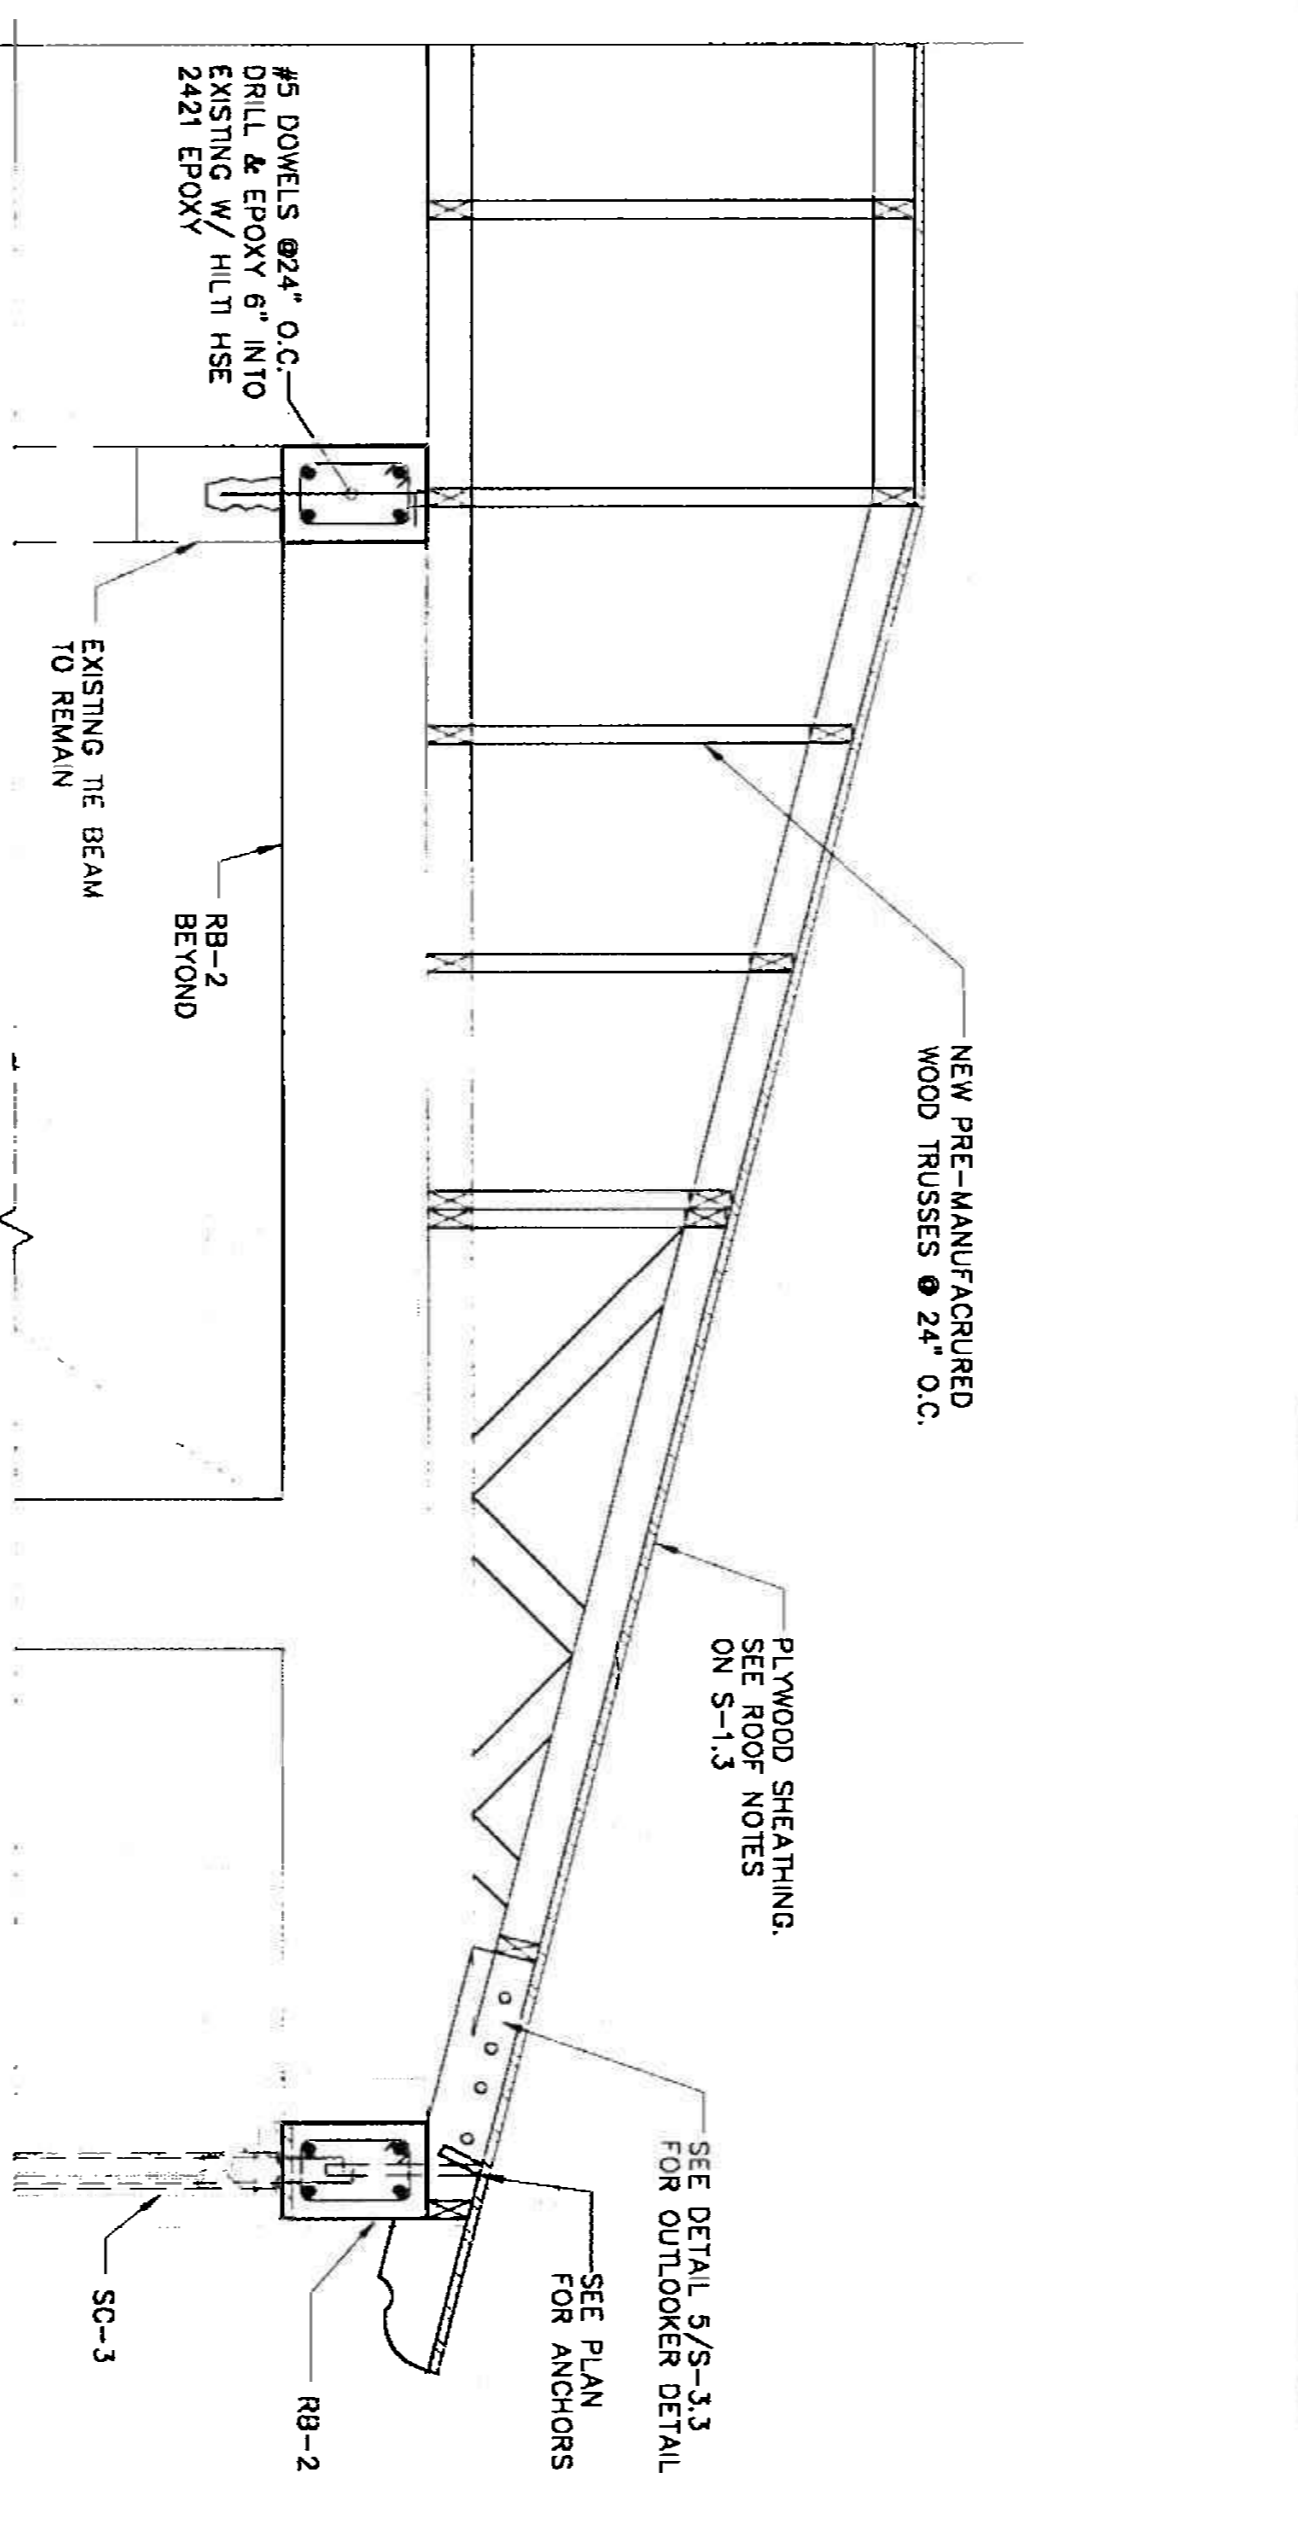 #5 DOWELS @24" O.C.
DRILL & EPOXY 6" INTO
EXISTING W/ HILTI HSE
2421 EPOXY
EXISTING TIE BEAM
TO REMAIN
RB-2
BEYOND
NEW PRE-MANUFACRURED
WOOD TRUSSES @ 24" O.C.
PLYWOOD SHEATHING.
SEE ROOF NOTES
ON S-1.3
SEE DETAIL 5/S-3.3
FOR OUTLOOKER DETAIL
SEE PLAN
FOR ANCHORS
RB-2
SC-3